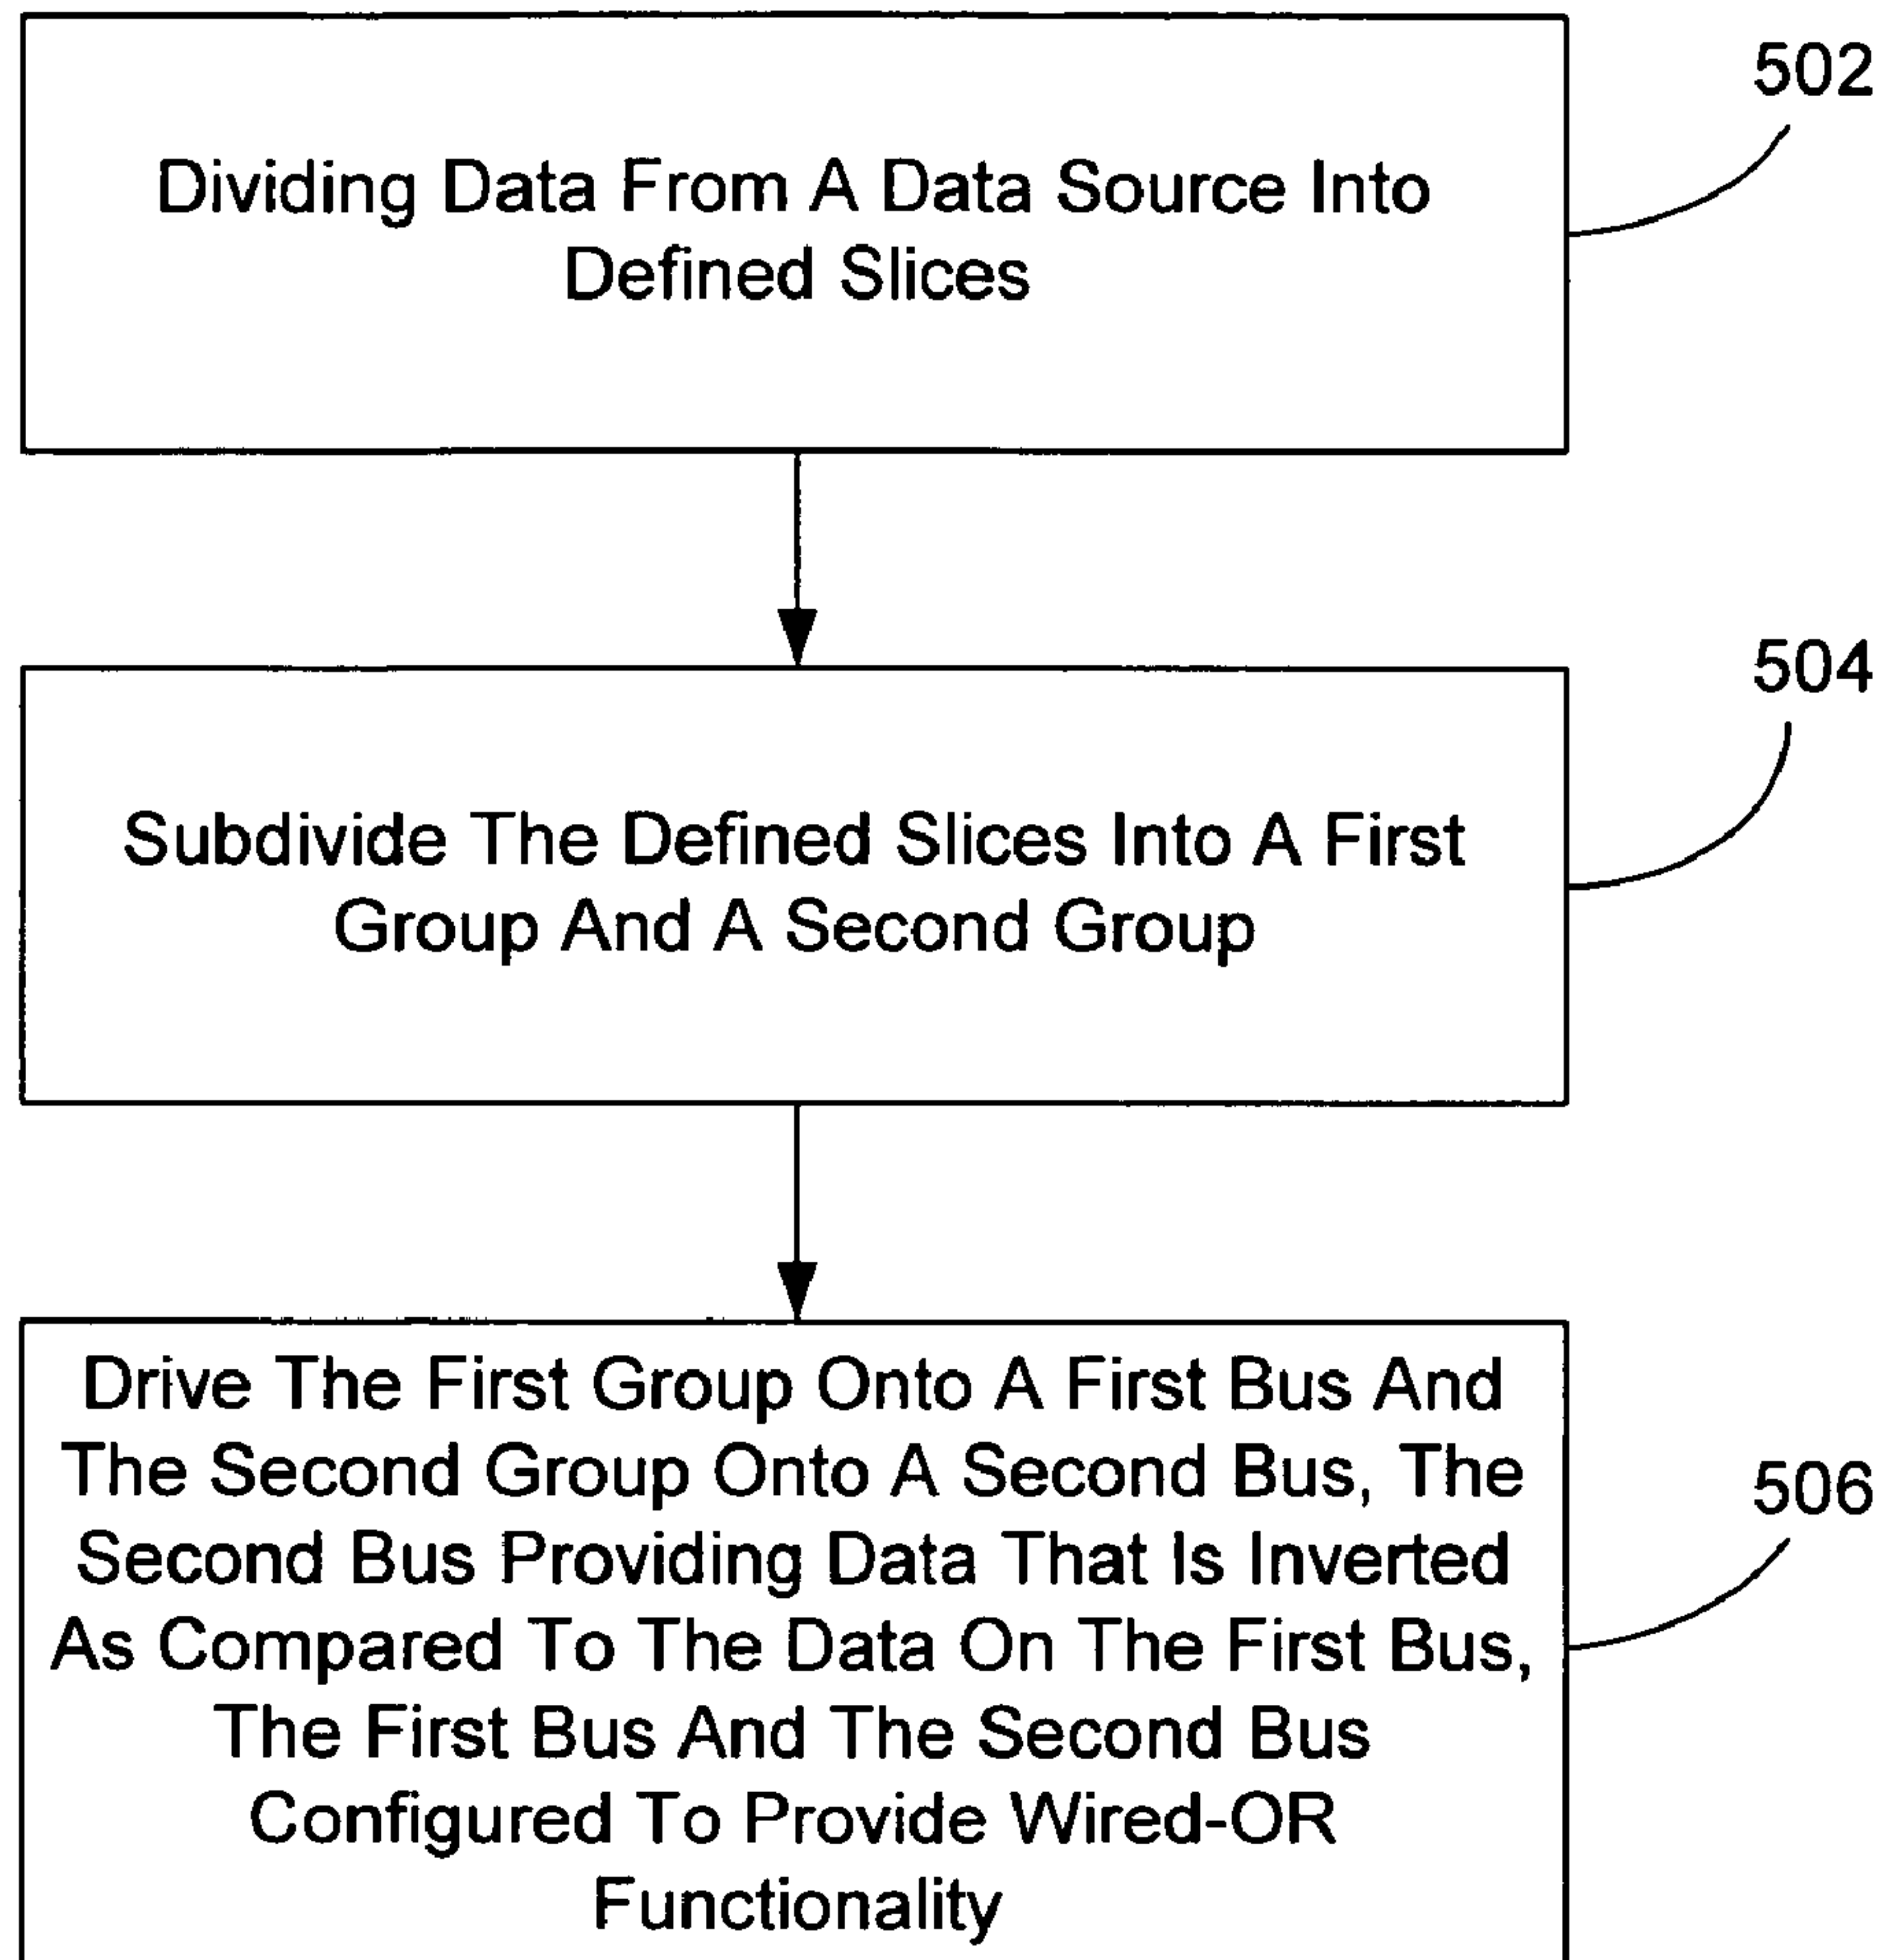 502
Dividing Data From A Data Source Into
Defined Slices
504
Subdivide The Defined Slices Into A First
Group And A Second Group
Drive The First Group Onto A First Bus And
The Second Group Onto A Second Bus, The
506
Second Bus Providing Data That Is Inverted
As Compared To The Data On The First Bus,
The First Bus And The Second Bus
Configured To Provide Wired-OR
Functionality